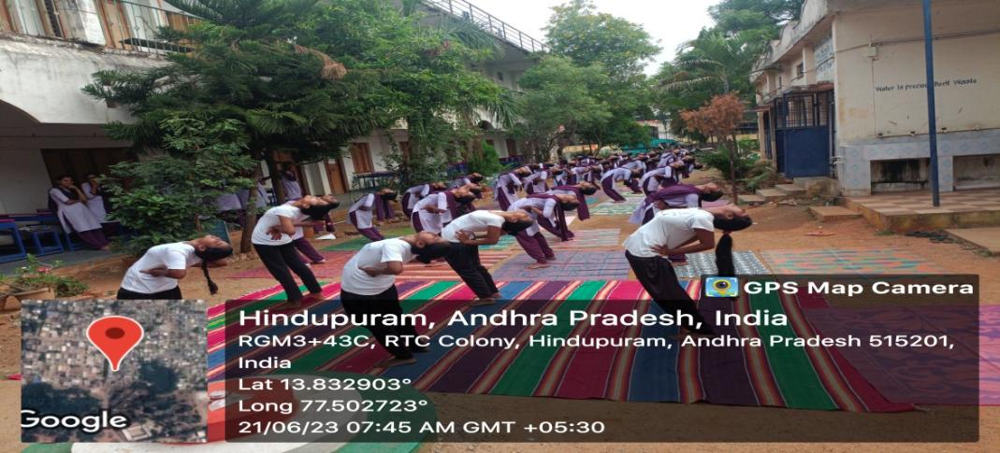 Water is precious Don't Waste
GPS Map Camera
Hindupuram, Andhra Pradesh, India
RGM3+43C, RTC Colony, Hindupuram, Andhra Pradesh 515201,
India
Lat 13.832903°
Long 77.502723°
21/06/23 07:45 AM GMT +05:30
Google